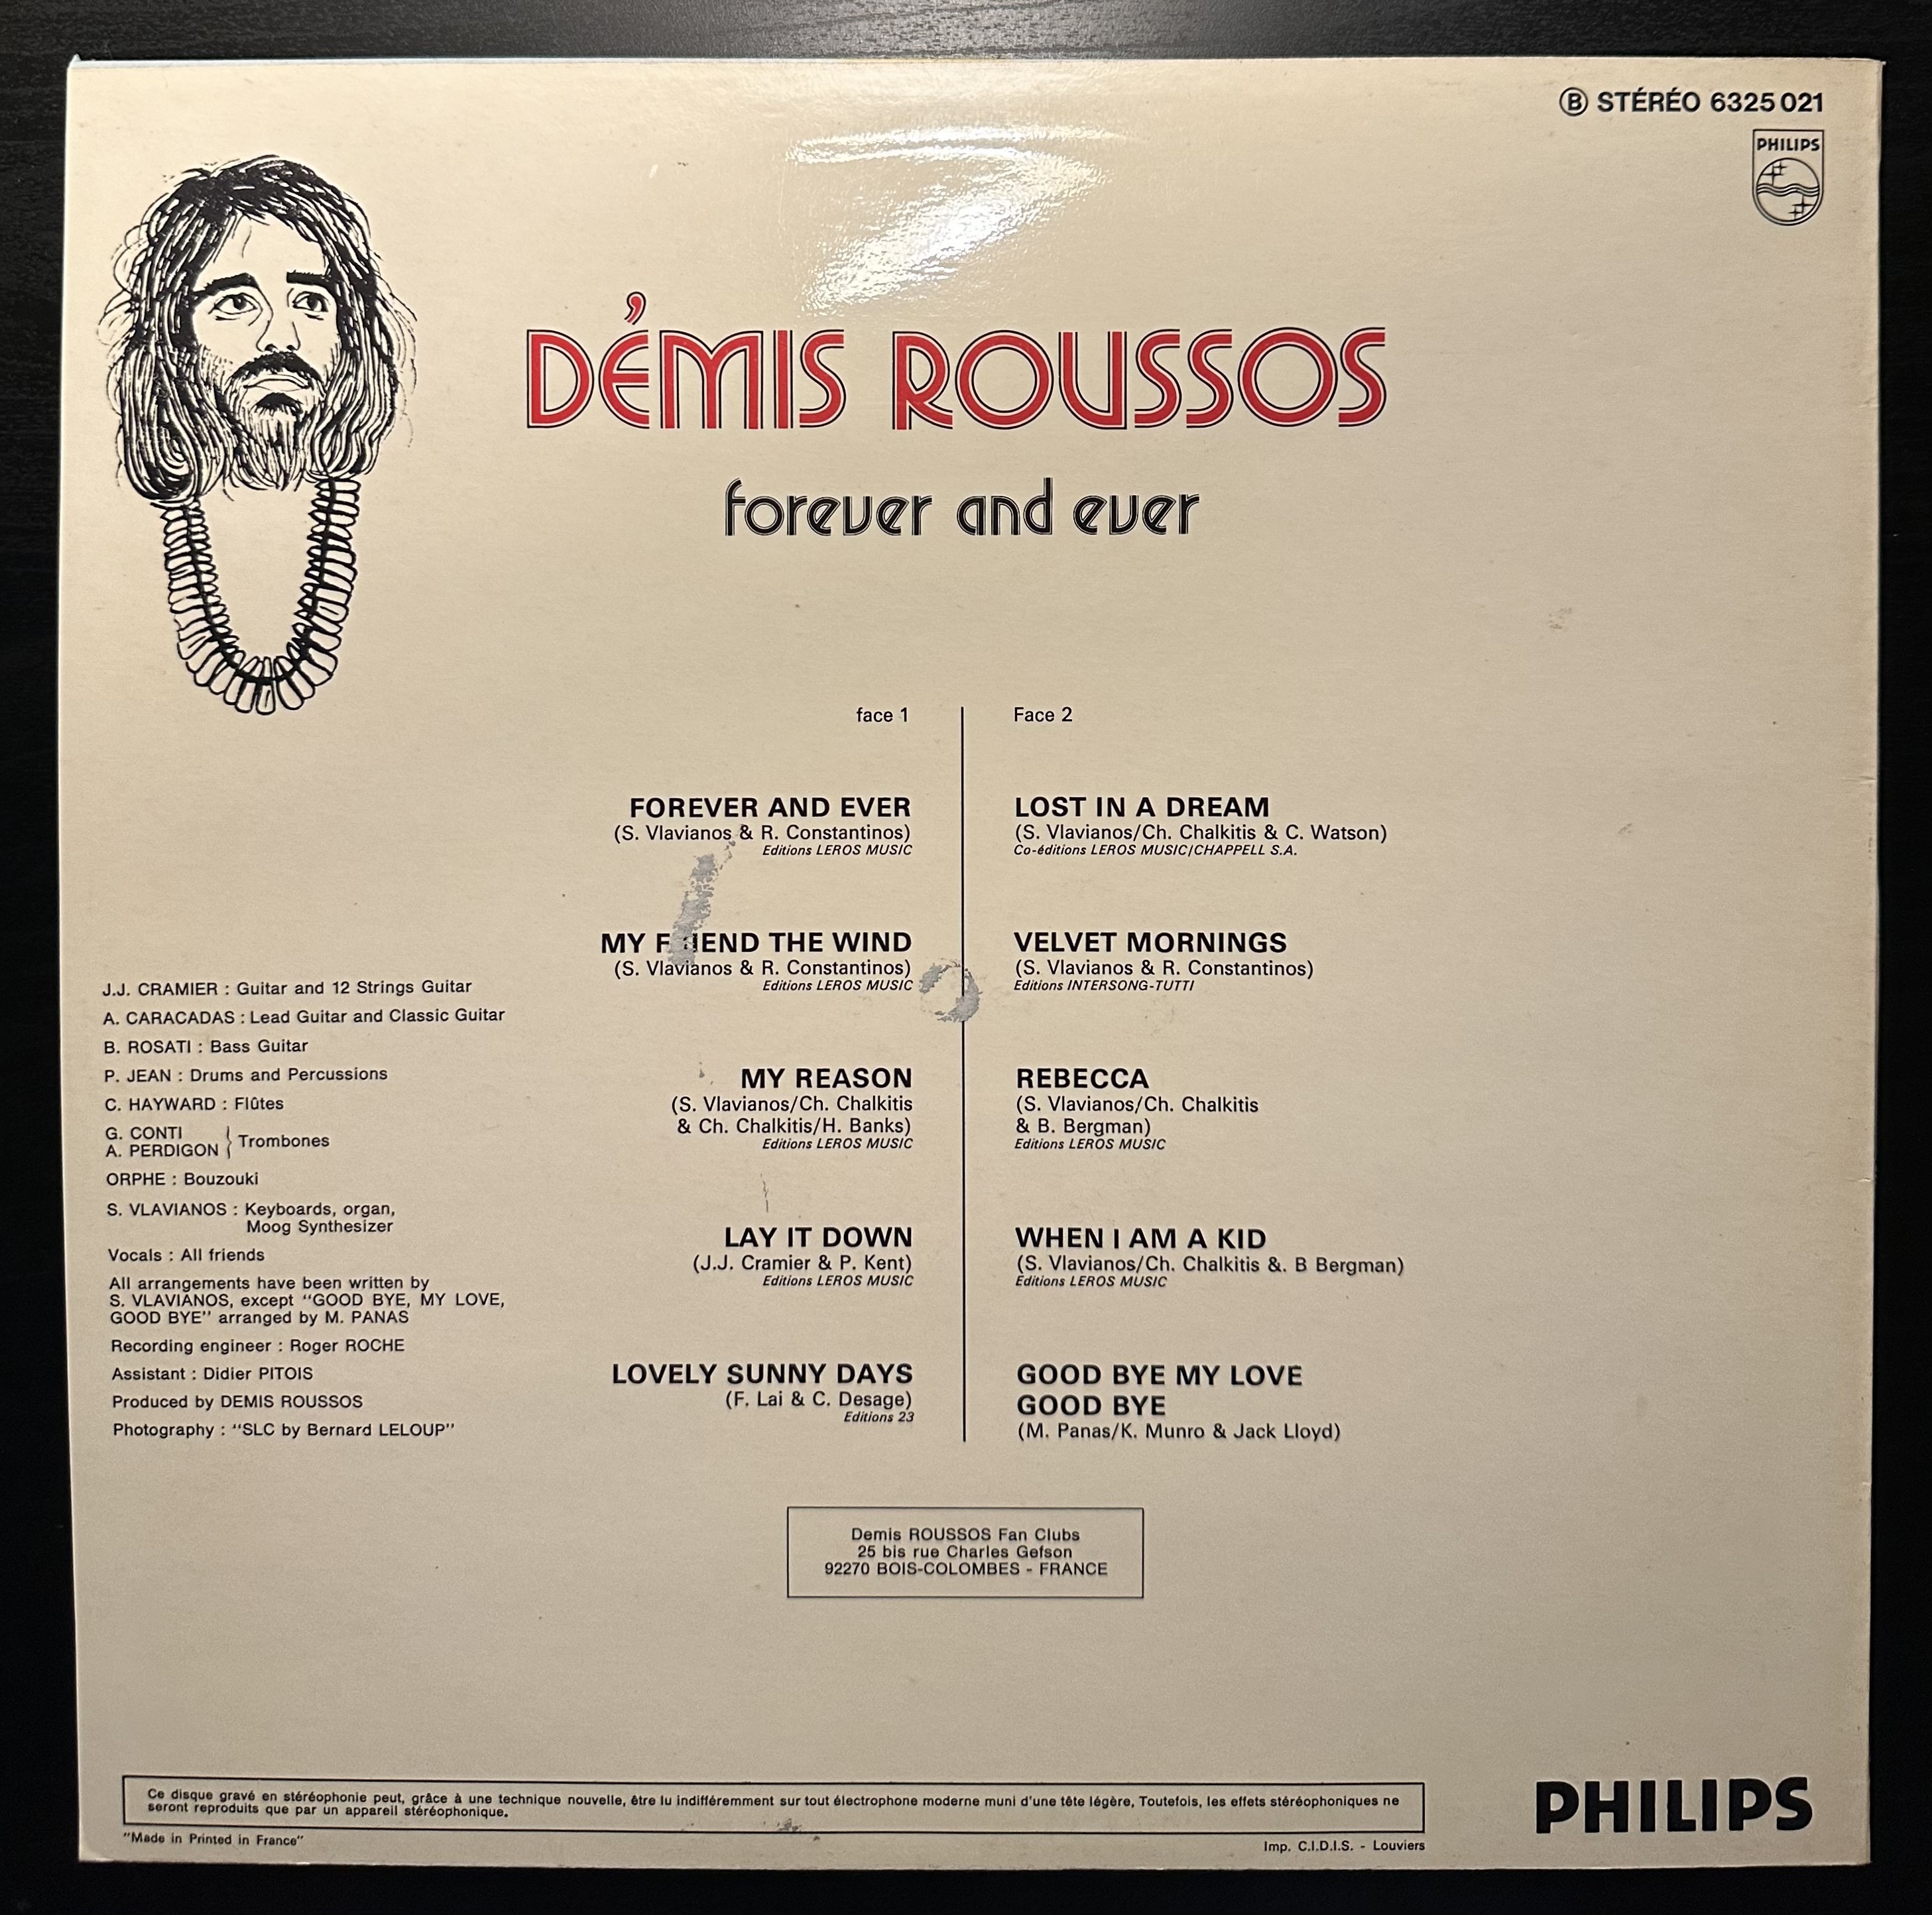 Ⓑ STÉRÉO 6325 021
PHILIPS
DÉMIS ROUSSOS
forever and ever
face 1
FOREVER AND EVER
(S. Vlavianos & R. Constantinos)
Editions LEROS MUSIC
MY F IEND THE WIND
(S. Vlavianos & R. Constantinos)
Editions LEROS MUSIC
MY REASON
(S. Vlavianos/Ch. Chalkitis
& Ch. Chalkitis/H. Banks)
Editions LEROS MUSIC
LAY IT DOWN
(J.J. Cramier & P. Kent)
Editions LEROS MUSIC
LOVELY SUNNY DAYS
(F. Lai & C. Desage)
Editions 23
Face 2
LOST IN A DREAM
(S. Vlavianos/Ch. Chalkitis & C. Watson)
Co-éditions LEROS MUSIC/CHAPPELL S.A.
VELVET MORNINGS
(S. Vlavianos & R. Constantinos)
Editions INTERSONG-TUTTI
REBECCA
(S. Vlavianos/Ch. Chalkitis
& B. Bergman)
Editions LEROS MUSIC
WHEN I AM A KID
(S. Vlavianos/Ch. Chalkitis &. B Bergman)
Editions LEROS MUSIC
GOOD BYE MY LOVE
GOOD BYE
(M. Panas/K. Munro & Jack Lloyd)
J.J. CRAMIER : Guitar and 12 Strings Guitar
A. CARACADAS : Lead Guitar and Classic Guitar
B. ROSATI : Bass Guitar
P. JEAN : Drums and Percussions
C. HAYWARD : Flûtes
G. CONTI
A. PERDIGON } Trombones
ORPHE : Bouzouki
S. VLAVIANOS : Keyboards, organ,
Moog Synthesizer
Vocals : All friends
All arrangements have been written by
S. VLAVIANOS, except "GOOD BYE, MY LOVE,
GOOD BYE" arranged by M. PANAS
Recording engineer : Roger ROCHE
Assistant : Didier PITOIS
Produced by DEMIS ROUSSOS
Photography : "SLC by Bernard LELOUP"
Demis ROUSSOS Fan Clubs
25 bis rue Charles Gefson
92270 BOIS-COLOMBES - FRANCE
Ce disque gravé en stéréophonie peut, grâce à une technique nouvelle, être lu indifféremment sur tout électrophone moderne muni d'une tête légère, Toutefois, les effets stéréophoniques ne
seront reproduits que par un appareil stéréophonique.
"Made in Printed in France"
Imp. C.I.D.I.S. - Louviers
PHILIPS